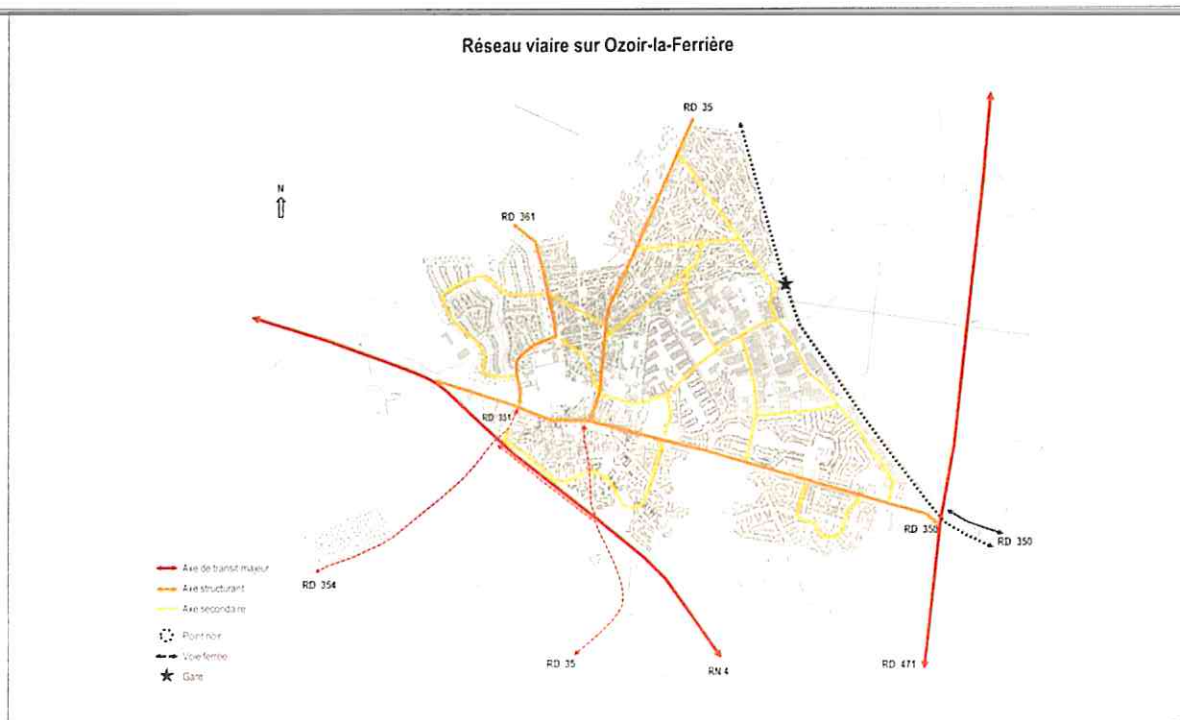 Réseau viaire sur Ozoir-la-Ferrière
RD 35
N
RD 361
RD 351
RD 358
RD 350
RD 354
RD 35
RN 4
RD 471
Axe de transit majeur
Axe structurant
Axe secondaire
Point noir
Voie ferrée
Gare